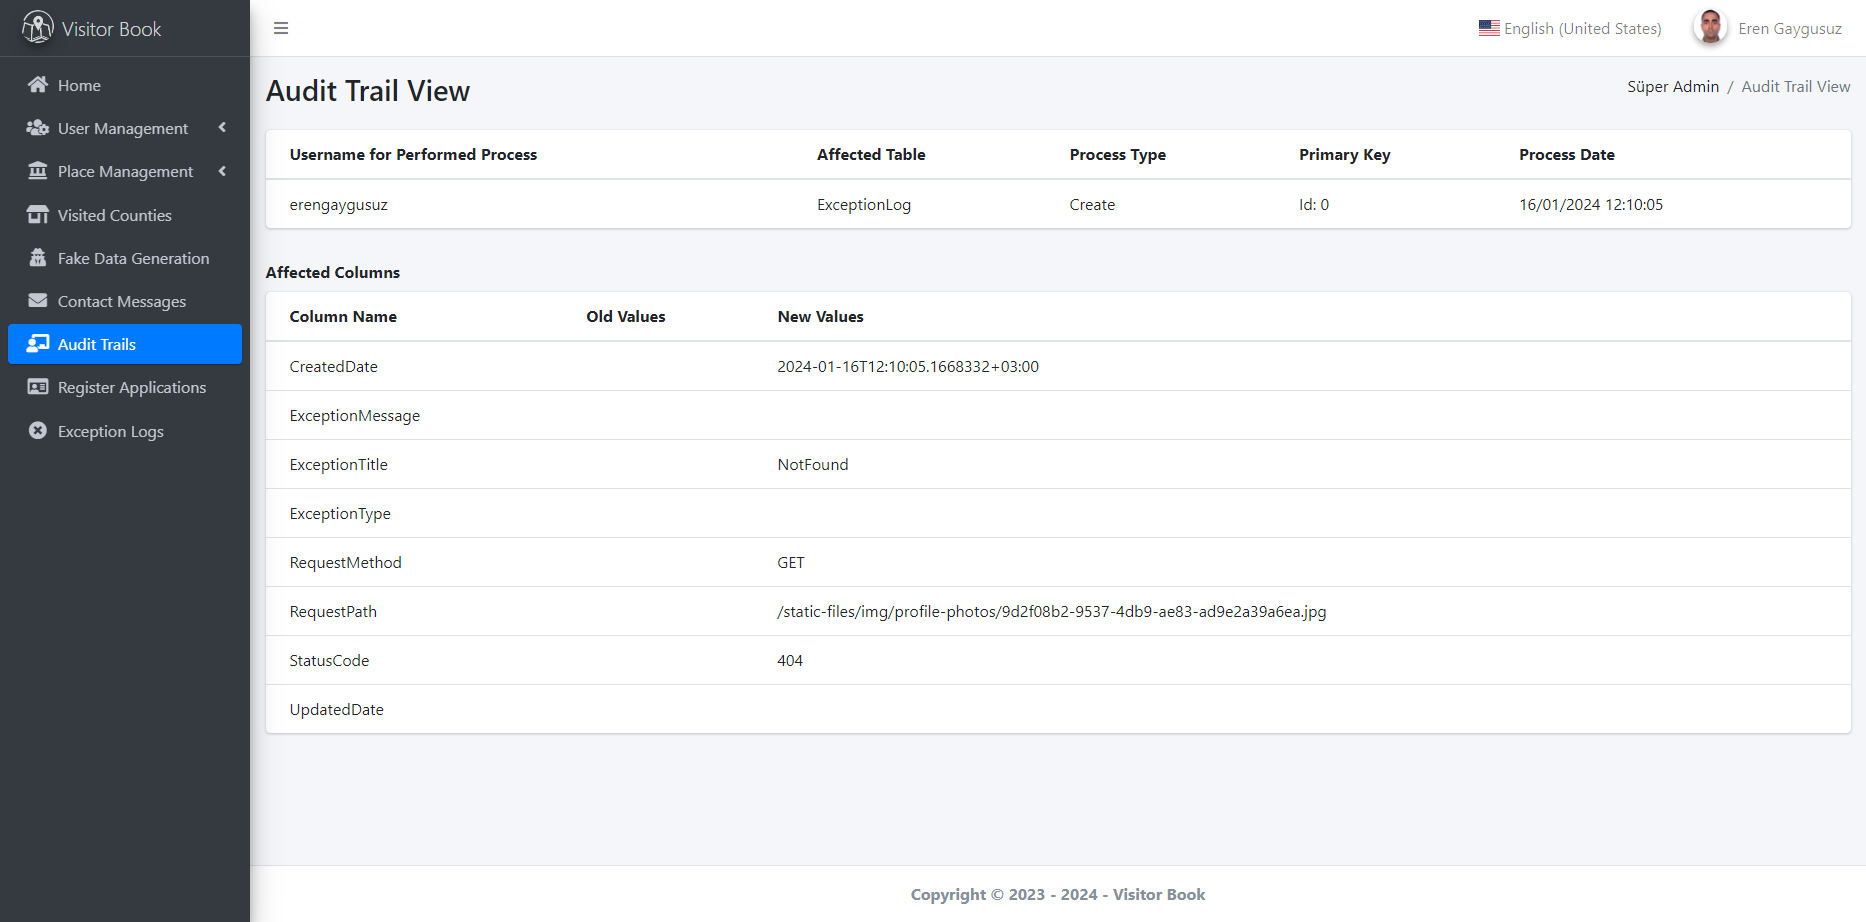 Visitor Book
English (United States)
Eren Gaygusuz
Home
User Management
Place Management
Visited Counties
Fake Data Generation
Contact Messages
Audit Trails
Register Applications
Exception Logs
Audit Trail View
Süper Admin / Audit Trail View
Username for Performed Process Affected Table Process Type Primary Key Process Date
erengaygusuz ExceptionLog Create Id: 0 16/01/2024 12:10:05
Affected Columns
Column Name Old Values New Values
CreatedDate 2024-01-16T12:10:05.1668332+03:00
ExceptionMessage
ExceptionTitle NotFound
ExceptionType
RequestMethod GET
RequestPath /static-files/img/profile-photos/9d2f08b2-9537-4db9-ae83-ad9e2a39a6ea.jpg
StatusCode 404
UpdatedDate
Copyright © 2023 - 2024 - Visitor Book